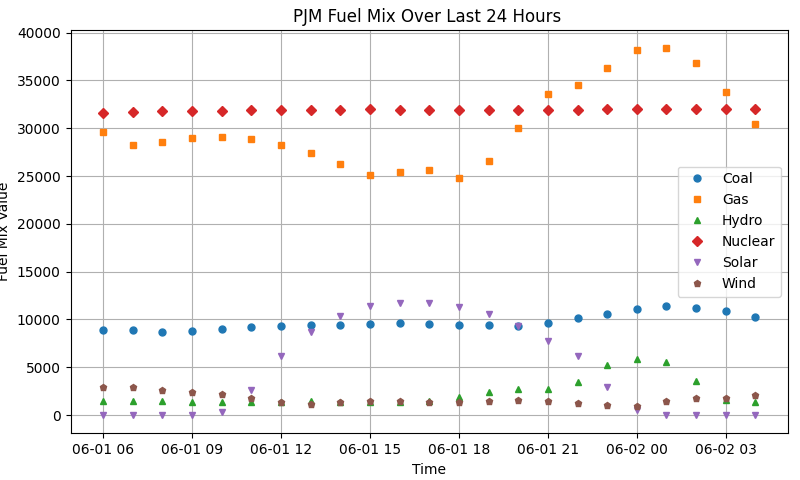 PJM Fuel Mix Over Last 24 Hours
40000
35000
30000
25000
20000
15000
10000
5000
0
Fuel Mix Value
Coal
Gas
Hydro
Nuclear
Solar
Wind
06-01 06
06-01 09
06-01 12
06-01 15
06-01 18
06-01 21
06-02 00
06-02 03
Time